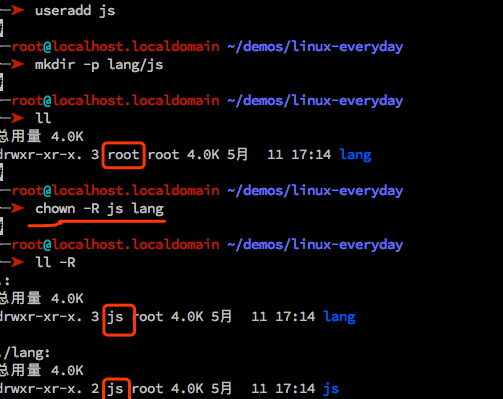 ➤ useradd js
root@localhost.localdomain ~/demos/linux-everyday
➤ mkdir -p lang/js
root@localhost.localdomain ~/demos/linux-everyday
➤ ll
总用量 4.0K
drwxr-xr-x. 3 root root 4.0K 5月 11 17:14 lang
root@localhost.localdomain ~/demos/linux-everyday
➤ chown -R js lang
root@localhost.localdomain ~/demos/linux-everyday
➤ ll -R
.:
总用量 4.0K
drwxr-xr-x. 3 js root 4.0K 5月 11 17:14 lang
./lang:
总用量 4.0K
drwxr-xr-x. 2 js root 4.0K 5月 11 17:14 js